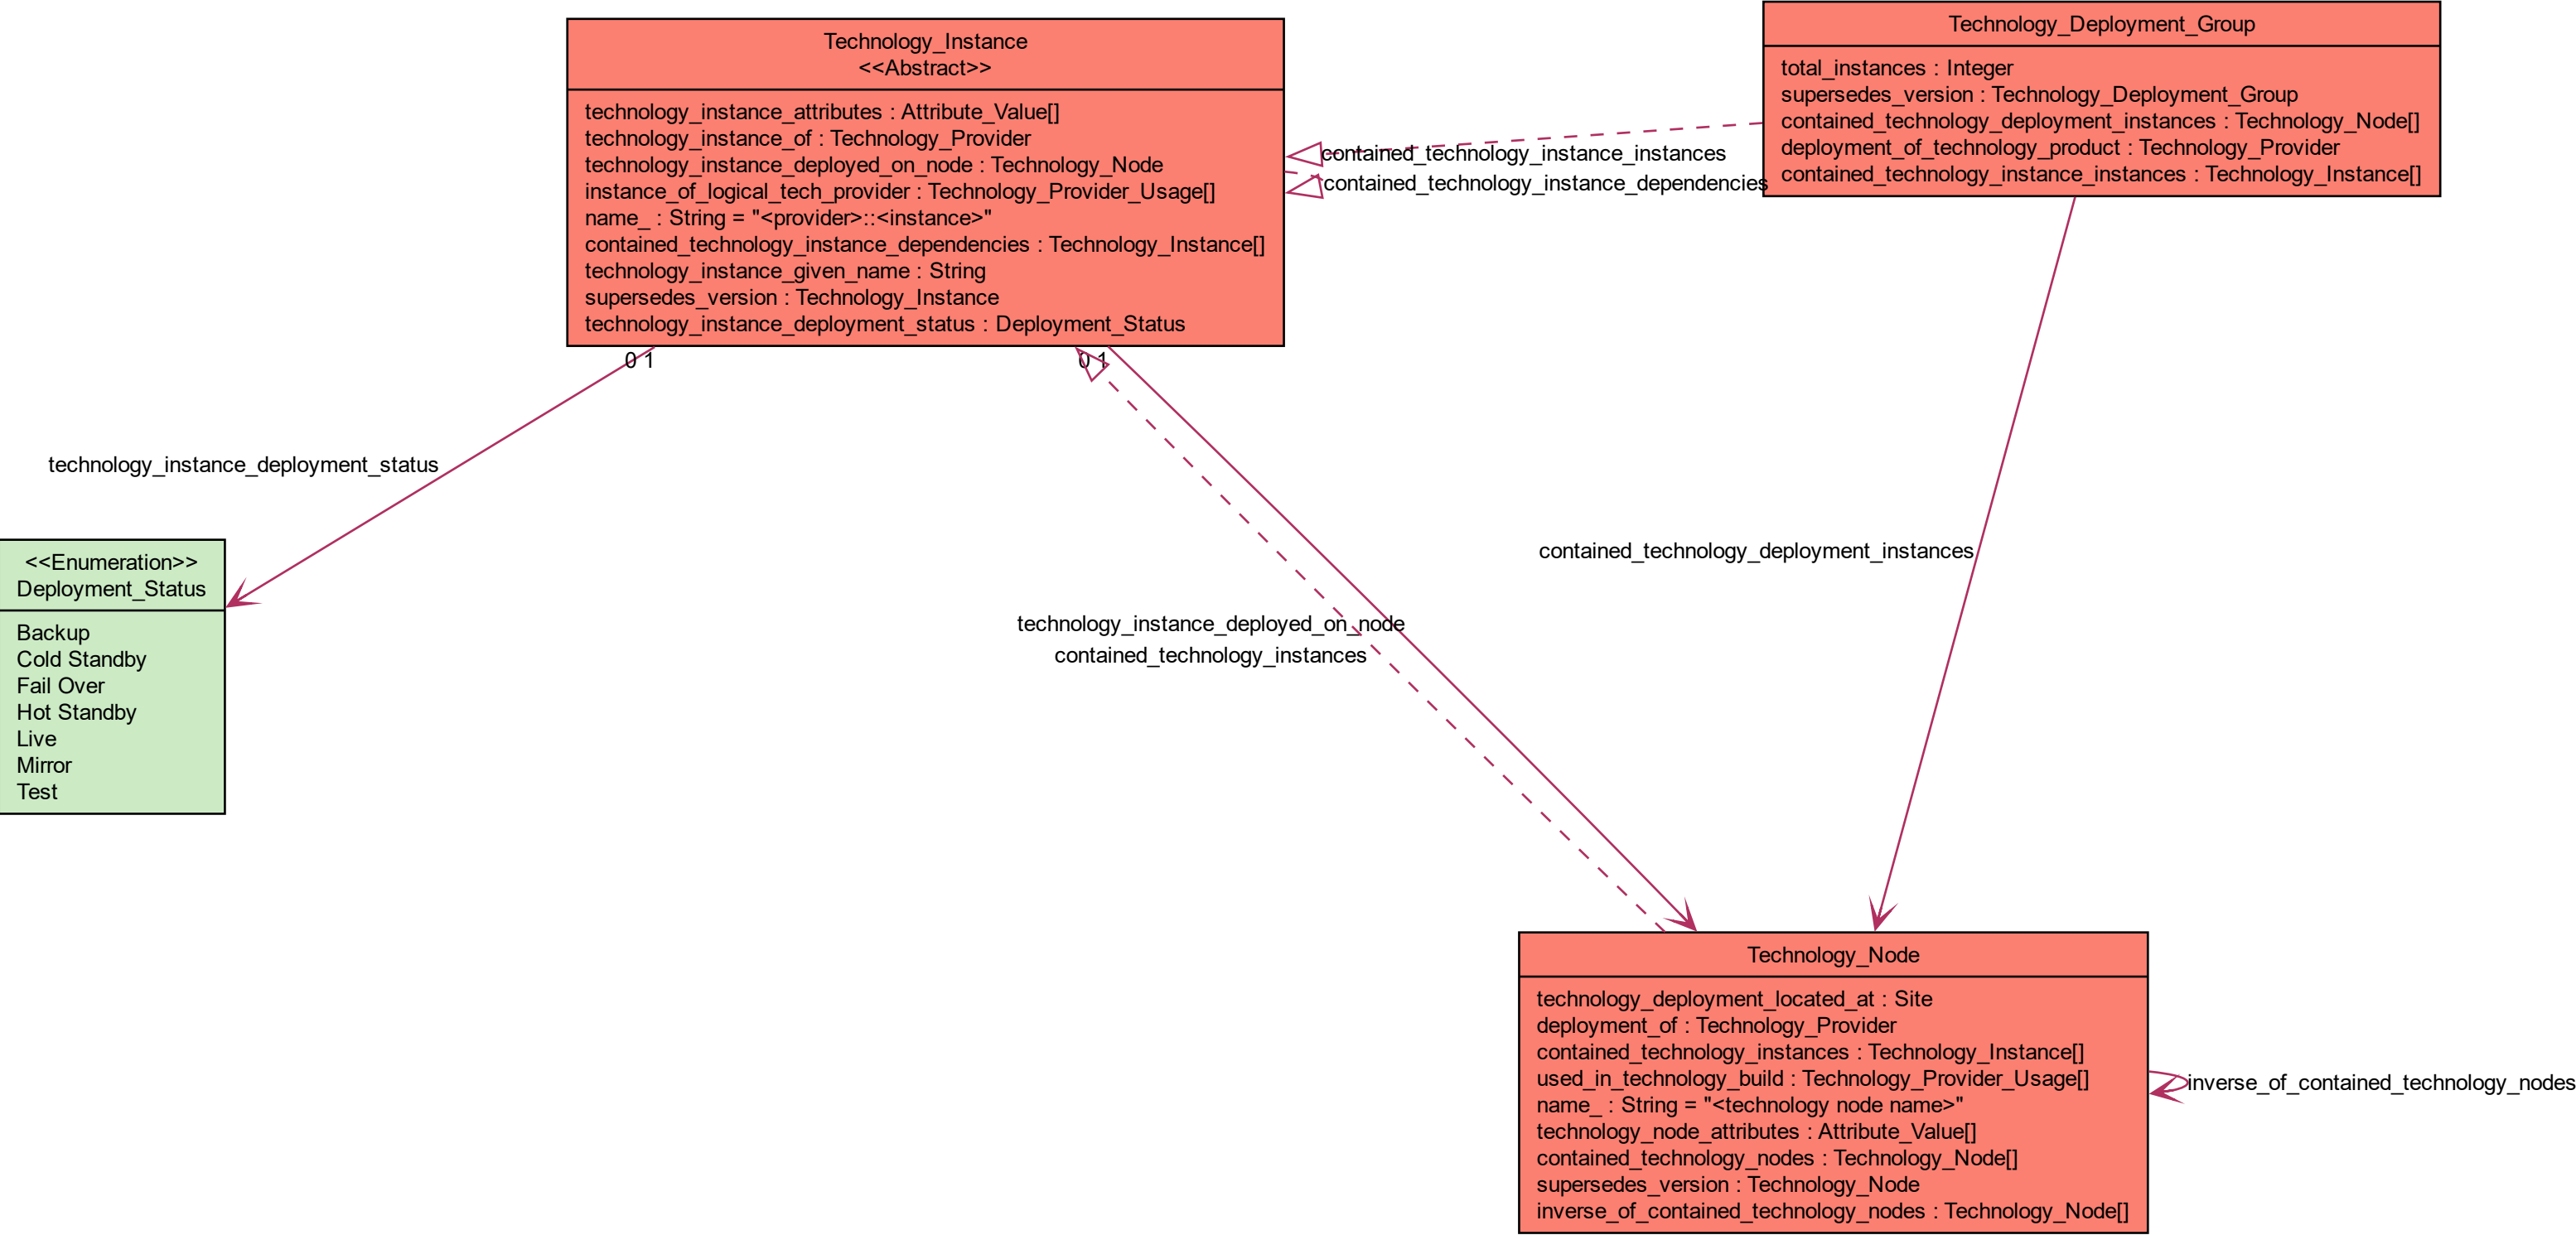 Technology_Instance
<<Abstract>>
technology_instance_attributes : Attribute_Value[]
technology_instance_of : Technology_Provider
technology_instance_deployed_on_node : Technology_Node
instance_of_logical_tech_provider : Technology_Provider_Usage[]
name_ : String = "<provider>::<instance>"
contained_technology_instance_dependencies : Technology_Instance[]
technology_instance_given_name : String
supersedes_version : Technology_Instance
technology_instance_deployment_status : Deployment_Status
Technology_Deployment_Group
total_instances : Integer
supersedes_version : Technology_Deployment_Group
contained_technology_deployment_instances : Technology_Node[]
deployment_of_technology_product : Technology_Provider
contained_technology_instance_instances : Technology_Instance[]
contained_technology_instance_instances
contained_technology_instance_dependencies
0 1
0 1
technology_instance_deployment_status
<<Enumeration>>
Deployment_Status
Backup
Cold Standby
Fail Over
Hot Standby
Live
Mirror
Test
technology_instance_deployed_on_node
contained_technology_instances
contained_technology_deployment_instances
Technology_Node
technology_deployment_located_at : Site
deployment_of : Technology_Provider
contained_technology_instances : Technology_Instance[]
used_in_technology_build : Technology_Provider_Usage[]
name_ : String = "<technology node name>"
technology_node_attributes : Attribute_Value[]
contained_technology_nodes : Technology_Node[]
supersedes_version : Technology_Node
inverse_of_contained_technology_nodes : Technology_Node[]
inverse_of_contained_technology_nodes